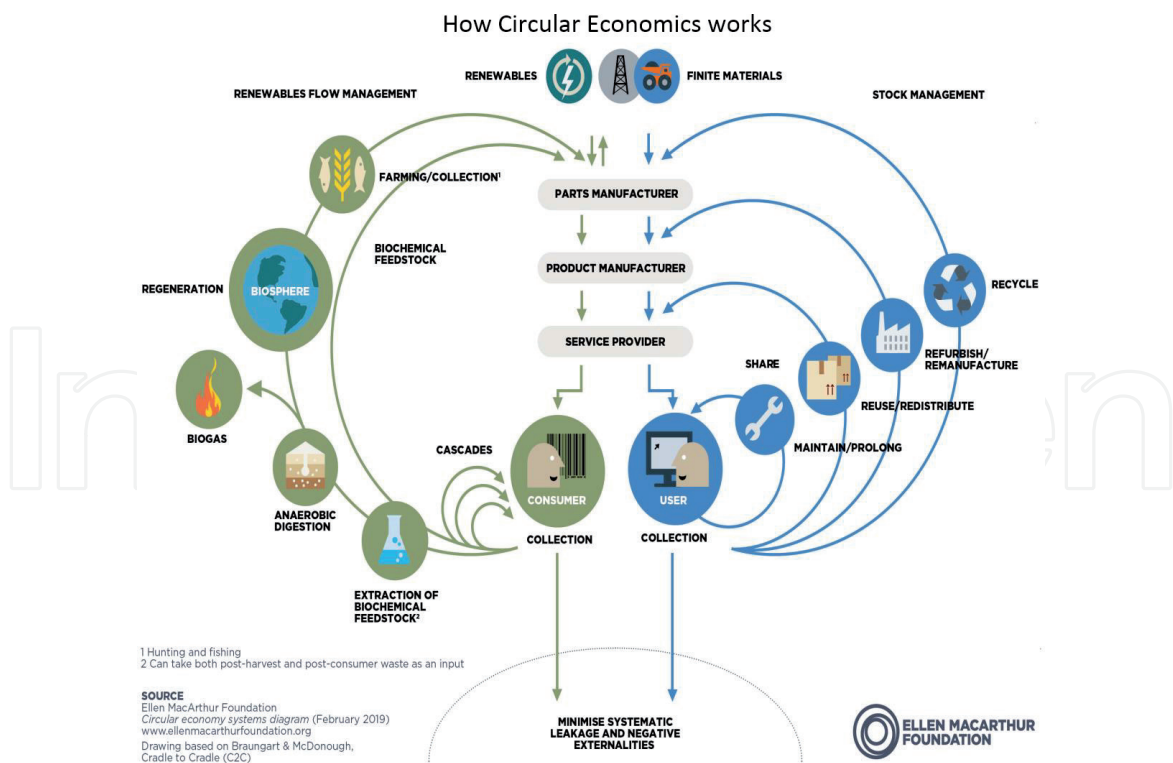 How Circular Economics works
RENEWABLES
FINITE MATERIALS
RENEWABLES FLOW MANAGEMENT
STOCK MANAGEMENT
FARMING/COLLECTION¹
PARTS MANUFACTURER
BIOCHEMICAL
FEEDSTOCK
PRODUCT MANUFACTURER
REGENERATION
BIOSPHERE
RECYCLE
SERVICE PROVIDER
SHARE
REFURBISH/
REMANUFACTURE
REUSE/REDISTRIBUTE
BIOGAS
CASCADES
MAINTAIN/PROLONG
CONSUMER
USER
ANAEROBIC
DIGESTION
COLLECTION
COLLECTION
EXTRACTION OF
BIOCHEMICAL
FEEDSTOCK²
1 Hunting and fishing
2 Can take both post-harvest and post-consumer waste as an input
SOURCE
Ellen MacArthur Foundation
Circular economy systems diagram (February 2019)
www.ellenmacarthurfoundation.org
Drawing based on Braungart & McDonough,
Cradle to Cradle (C2C)
MINIMISE SYSTEMATIC
LEAKAGE AND NEGATIVE
EXTERNALITIES
ELLEN MACARTHUR
FOUNDATION